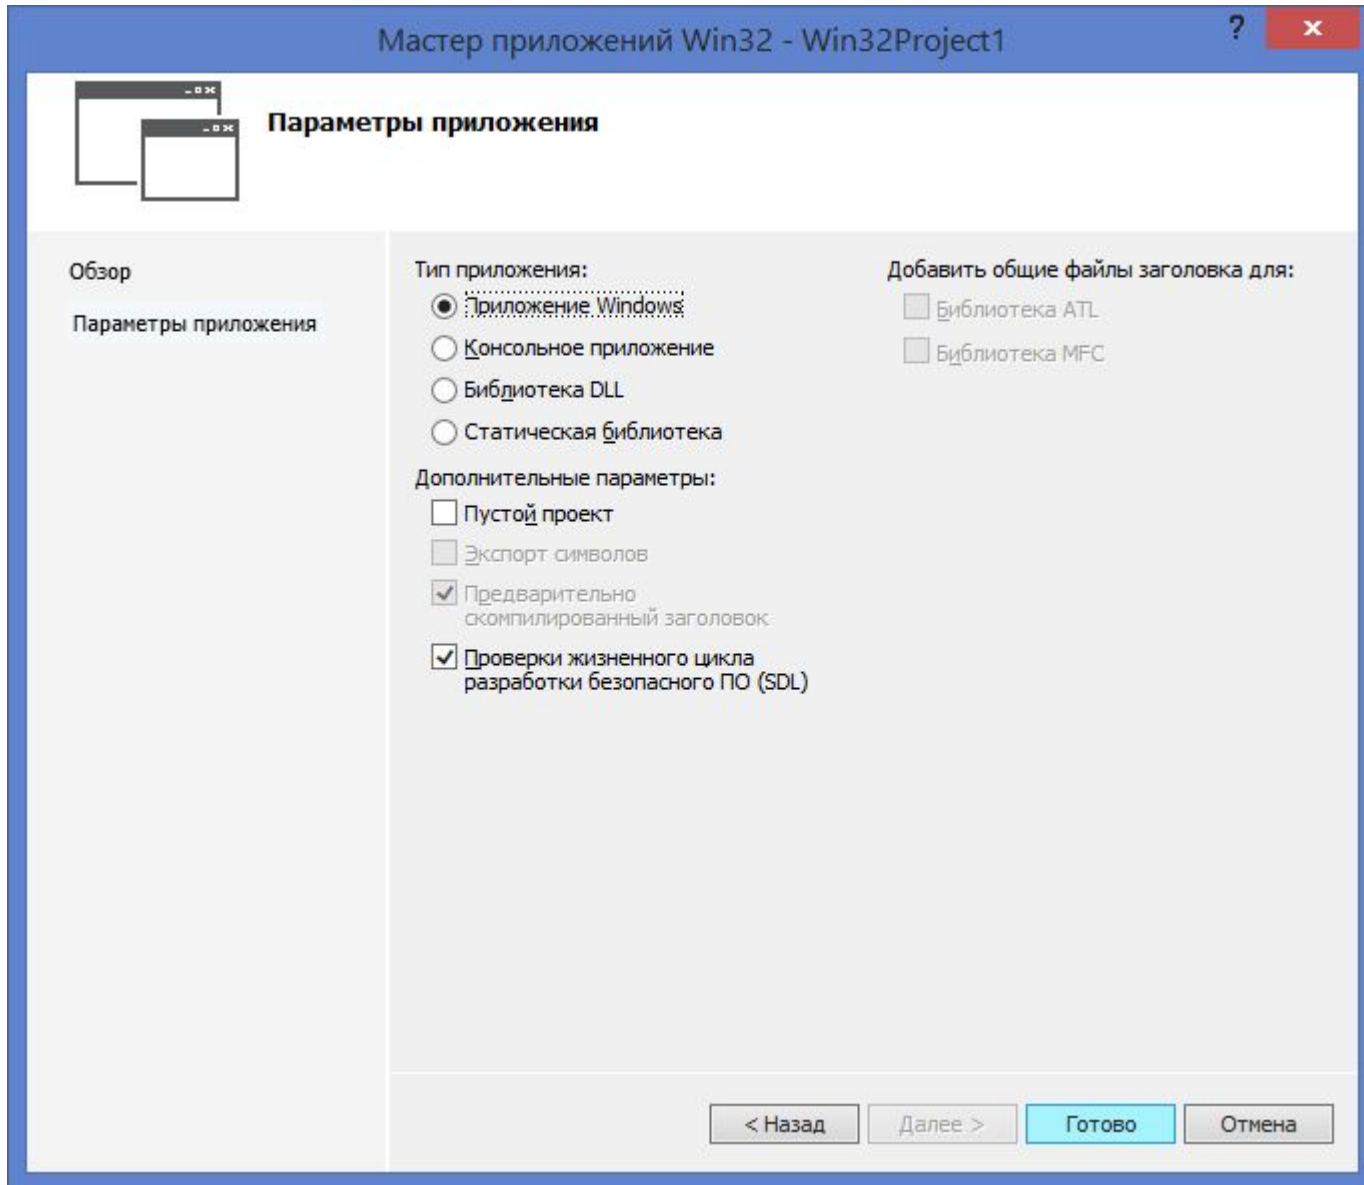 Мастер приложений Win32 - Win32Project1
?
x
Параметры приложения
Обзор
Параметры приложения
Тип приложения:
Приложение Windows
Консольное приложение
Библиотека DLL
Статическая библиотека
Дополнительные параметры:
Пустой проект
Экспорт символов
Предварительно
скомпилированный заголовок
Проверки жизненного цикла
разработки безопасного ПО (SDL)
Добавить общие файлы заголовка для:
Библиотека ATL
Библиотека MFC
< Назад
Далее >
Готово
Отмена